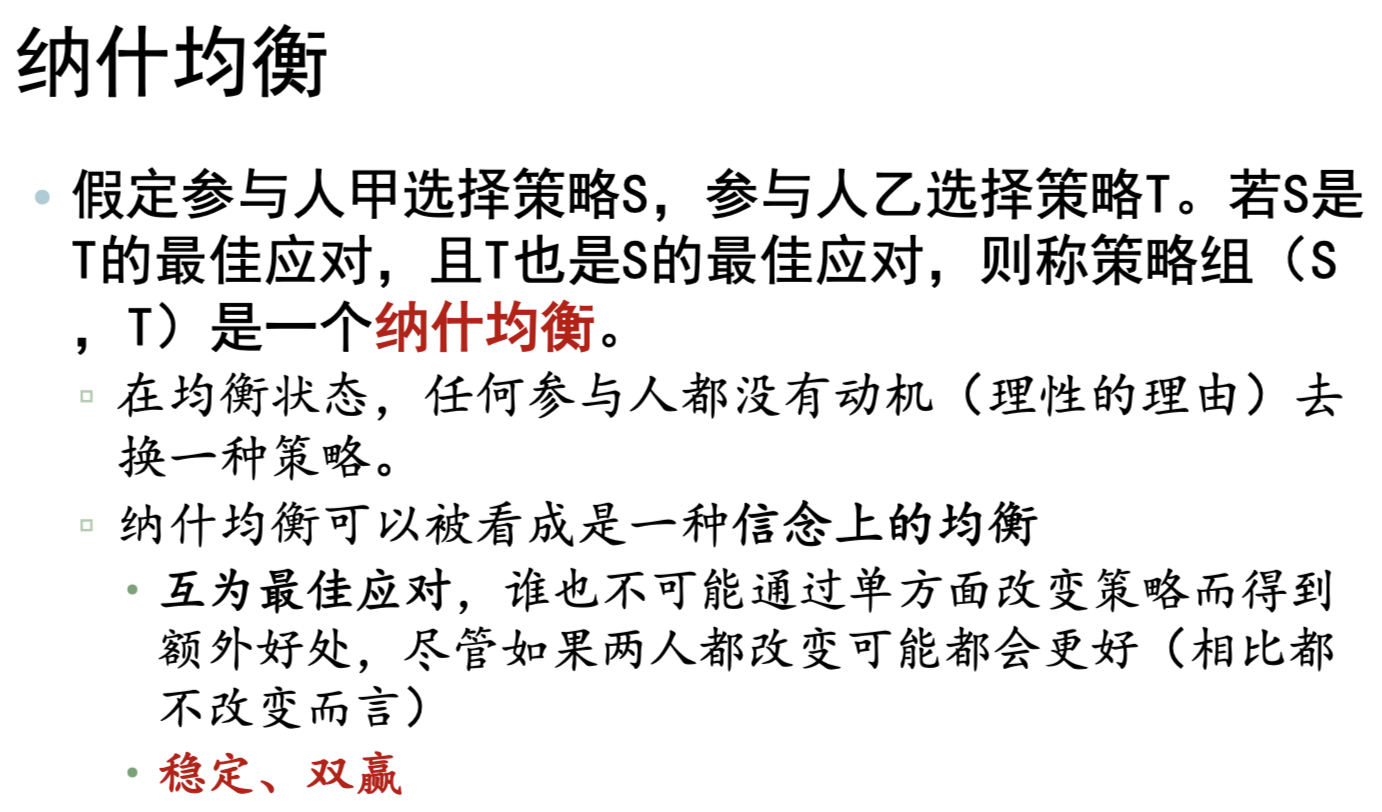 纳什均衡
• 假定参与人甲选择策略S，参与人乙选择策略T。若S是
T的最佳应对，且T也是S的最佳应对，则称策略组（S
，T）是一个纳什均衡。
▫ 在均衡状态，任何参与人都没有动机（理性的理由）去
换一种策略。
▫ 纳什均衡可以被看成是一种信念上的均衡
• 互为最佳应对，谁也不可能通过单方面改变策略而得到
额外好处，尽管如果两人都改变可能都会更好（相比都
不改变而言）
• 稳定、双赢